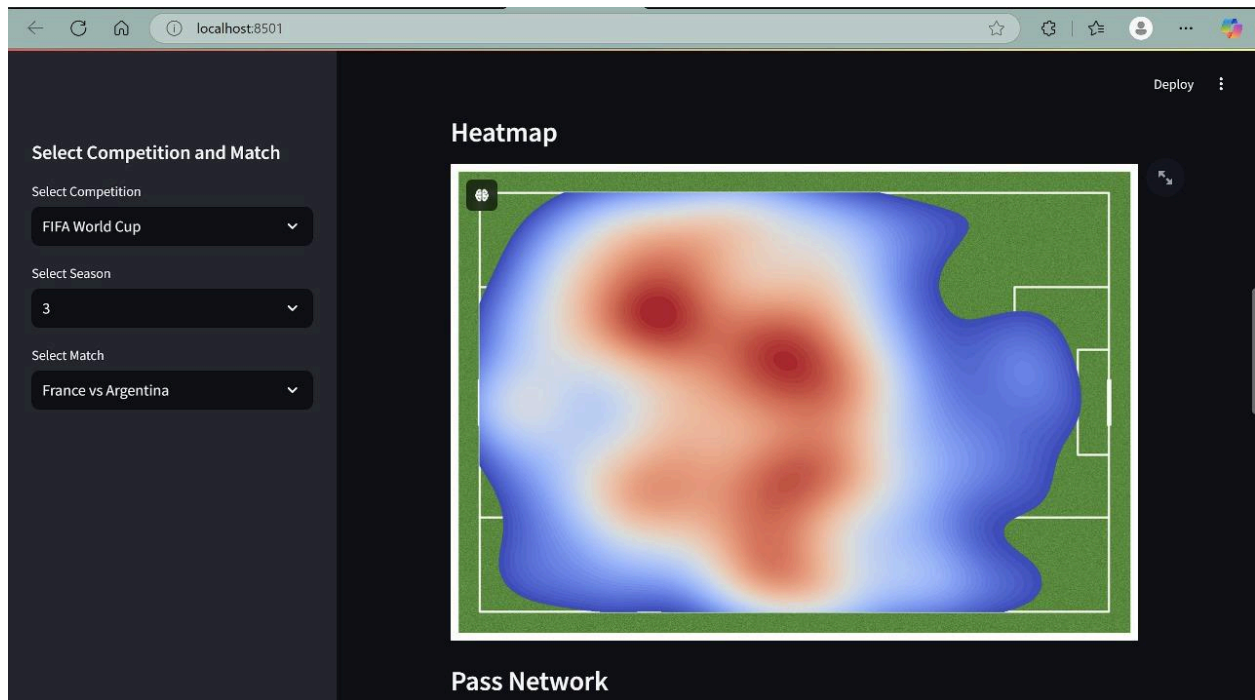 localhost:8501
Deploy
Select Competition and Match
Select Competition
FIFA World Cup
Select Season
3
Select Match
France vs Argentina
Heatmap
Pass Network